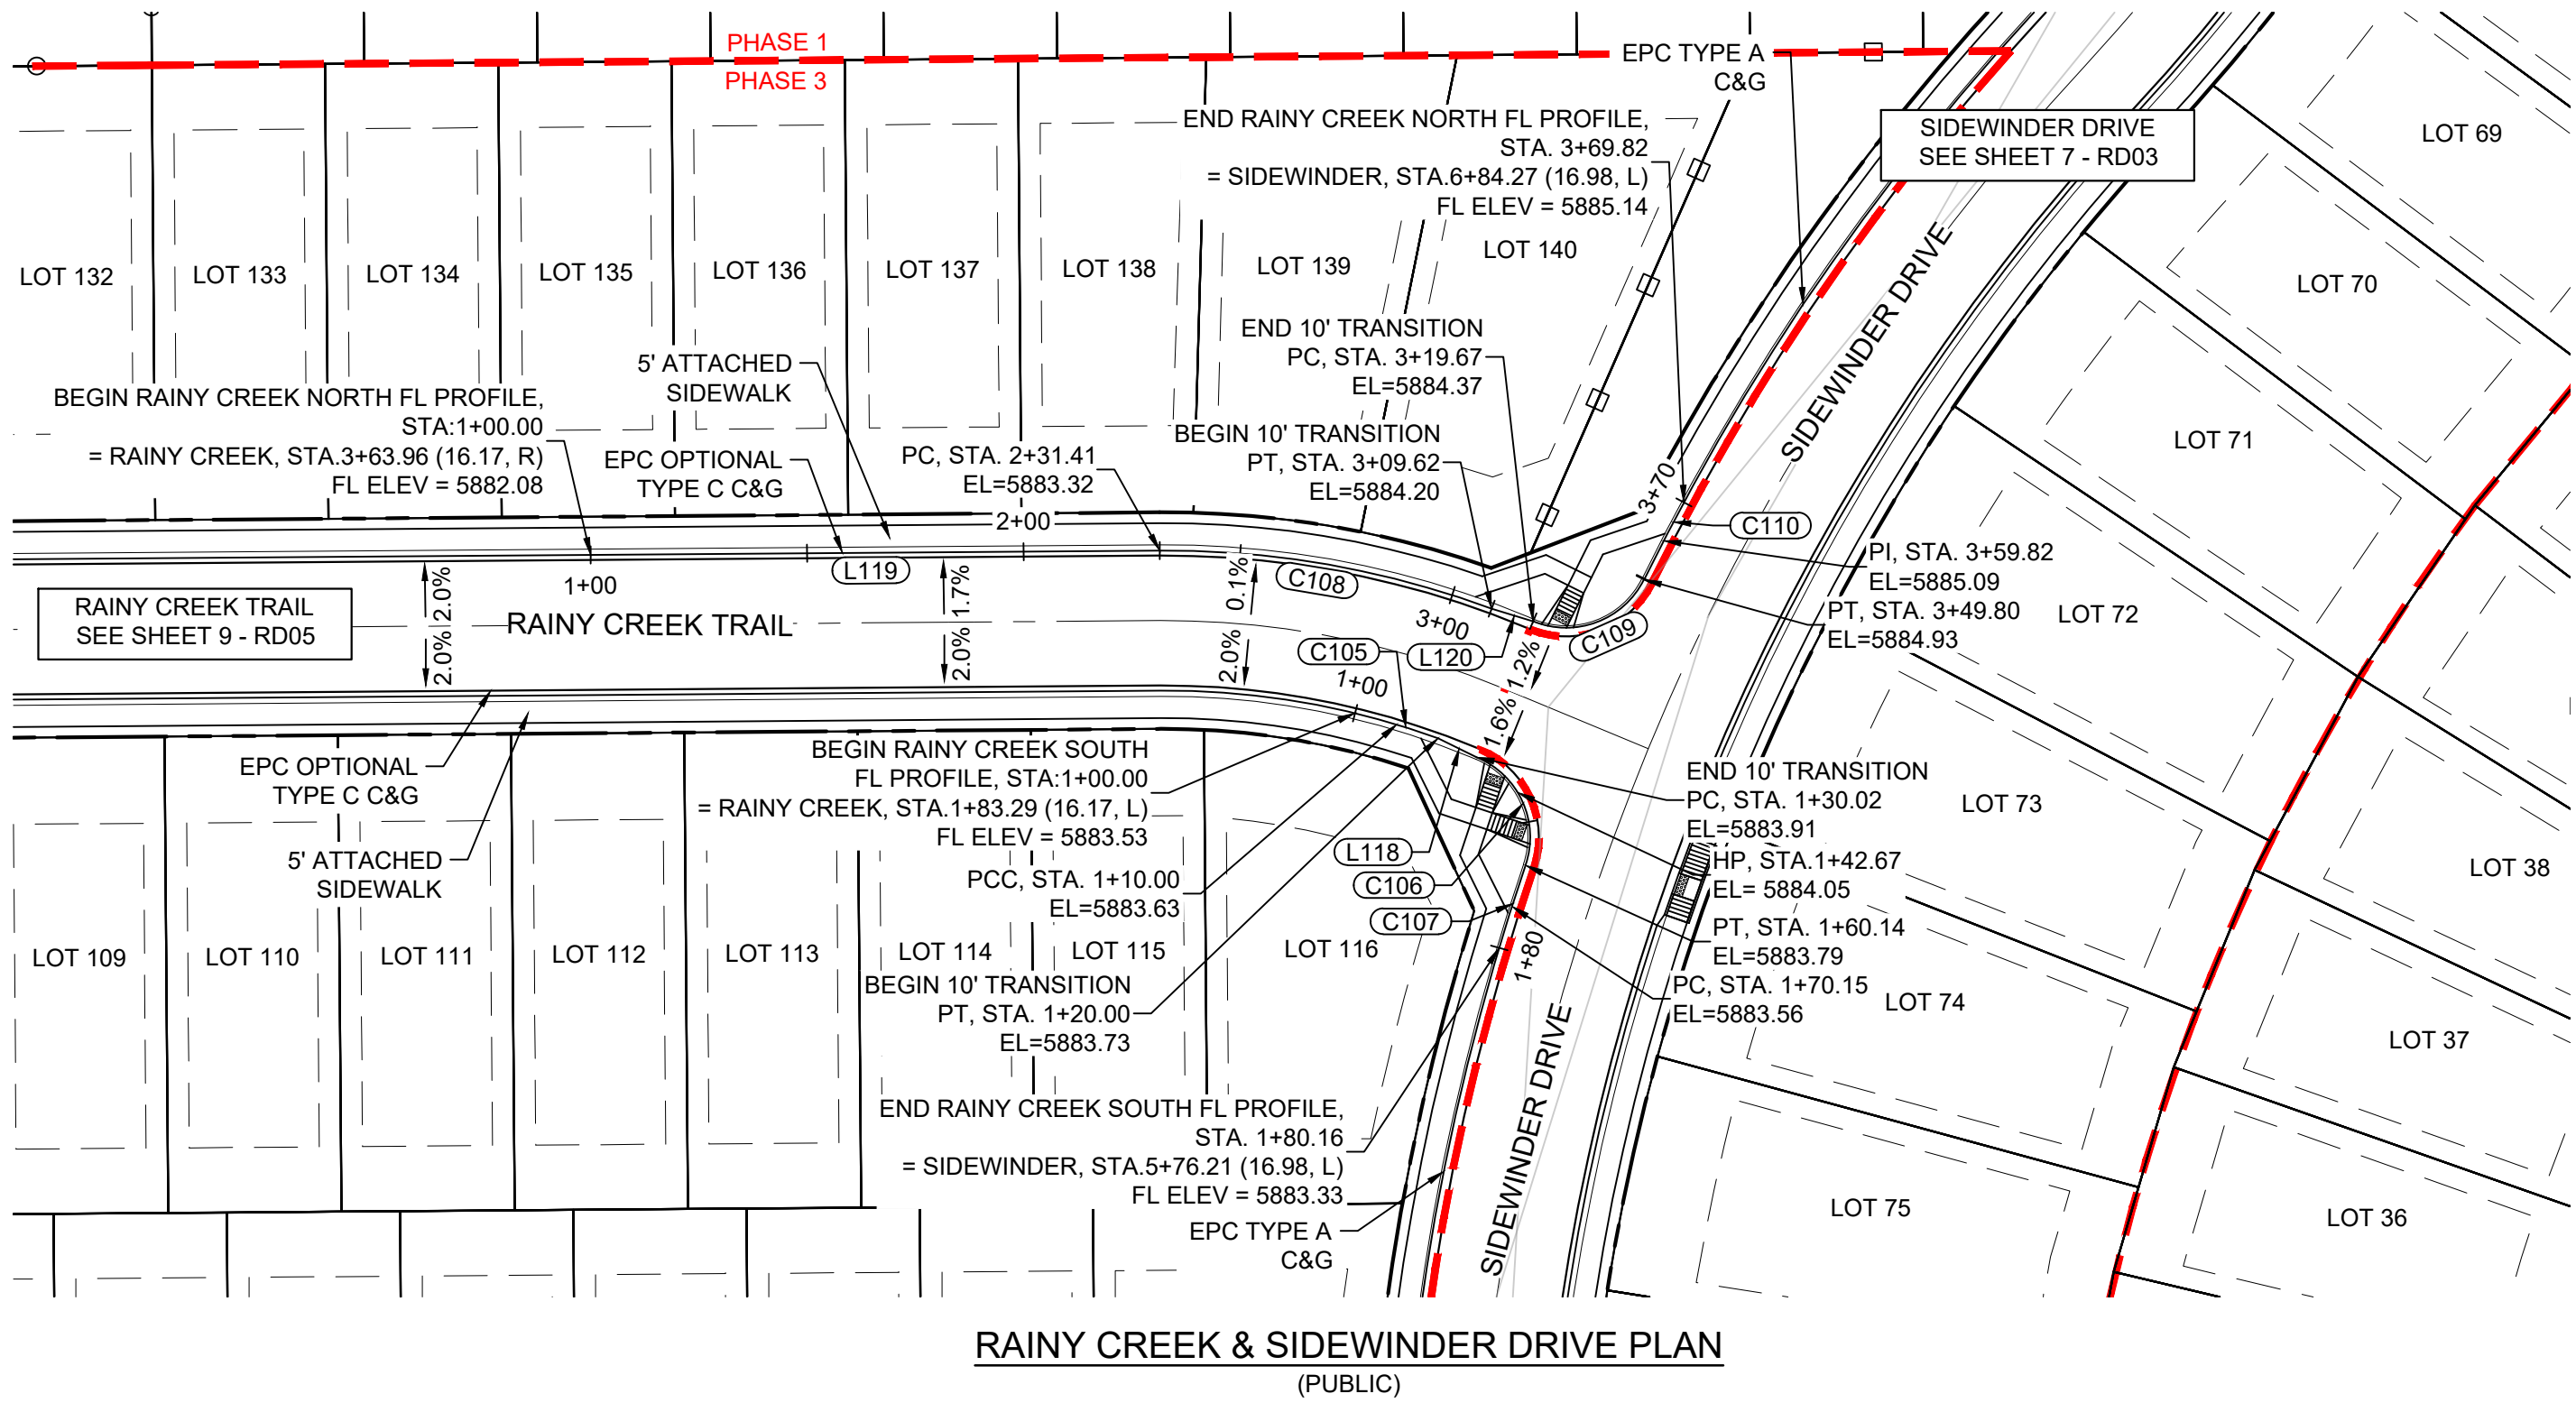 PHASE 1
PHASE 3
EPC TYPE A
C&G
END RAINY CREEK NORTH FL PROFILE,
STA. 3+69.82
= SIDEWINDER, STA.6+84.27 (16.98, L)
FL ELEV = 5885.14
SIDEWINDER DRIVE
SEE SHEET 7 - RD03
LOT 69
LOT 70
LOT 71
LOT 72
LOT 132
LOT 133
LOT 134
LOT 135
LOT 136
LOT 137
LOT 138
LOT 139
LOT 140
SIDEWINDER DRIVE
END 10' TRANSITION
PC, STA. 3+19.67
EL=5884.37
5' ATTACHED
SIDEWALK
BEGIN RAINY CREEK NORTH FL PROFILE,
STA:1+00.00
= RAINY CREEK, STA.3+63.96 (16.17, R)
FL ELEV = 5882.08
EPC OPTIONAL
TYPE C C&G
PC, STA. 2+31.41
EL=5883.32
BEGIN 10' TRANSITION
PT, STA. 3+09.62
EL=5884.20
3+70
C110
2+00
PI, STA. 3+59.82
EL=5885.09
PT, STA. 3+49.80
EL=5884.93
L119
1+00
C108
3+00
C109
RAINY CREEK TRAIL
SEE SHEET 9 - RD05
2.0%
2.0%
RAINY CREEK TRAIL
1.7%
2.0%
0.1%
2.0%
C105
L120
1.2%
1.6%
1+00
EPC OPTIONAL
TYPE C C&G
5' ATTACHED
SIDEWALK
BEGIN RAINY CREEK SOUTH
FL PROFILE, STA:1+00.00
= RAINY CREEK, STA.1+83.29 (16.17, L)
FL ELEV = 5883.53
PCC, STA. 1+10.00
EL=5883.63
END 10' TRANSITION
PC, STA. 1+30.02
EL=5883.91
HP, STA.1+42.67
EL= 5884.05
PT, STA. 1+60.14
EL=5883.79
PC, STA. 1+70.15
EL=5883.56
L118
C106
C107
1+80
LOT 73
LOT 74
LOT 38
LOT 37
LOT 75
LOT 36
LOT 109
LOT 110
LOT 111
LOT 112
LOT 113
LOT 114
LOT 115
LOT 116
BEGIN 10' TRANSITION
PT, STA. 1+20.00
EL=5883.73
END RAINY CREEK SOUTH FL PROFILE,
STA. 1+80.16
= SIDEWINDER, STA.5+76.21 (16.98, L)
FL ELEV = 5883.33
EPC TYPE A
C&G
SIDEWINDER DRIVE
RAINY CREEK & SIDEWINDER DRIVE PLAN
(PUBLIC)